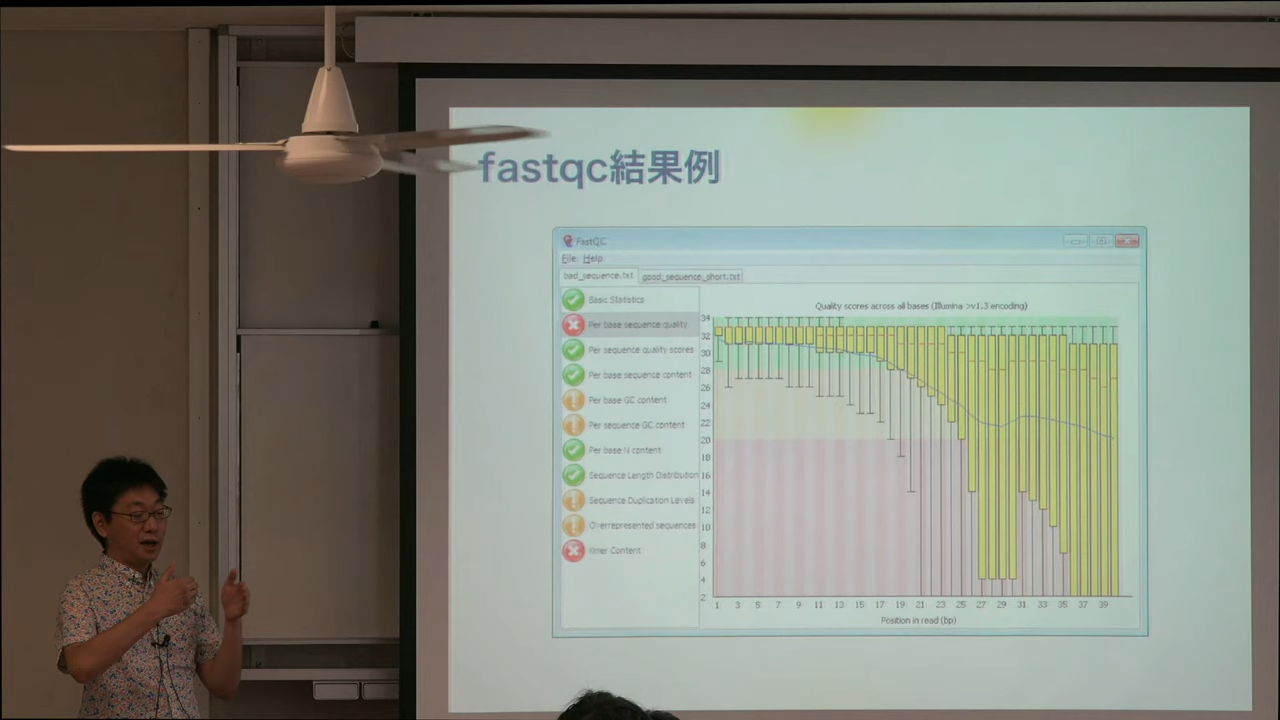 fastqc結果例
FastQC
File Help
bad_sequence.txt good_sequence_short.txt
Basic Statistics
Per base sequence quality
Per sequence quality scores
Per base sequence content
Per base GC content
Per sequence GC content
Per base N content
Sequence Length Distribution
Sequence Duplication Levels
Overrepresented sequences
Kmer Content
Quality scores across all bases (Illumina >v1.3 encoding)
34
32
30
28
26
24
22
20
18
16
14
12
10
8
6
4
2
1 3 5 7 9 11 13 15 17 19 21 23 25 27 29 31 33 35 37 39
Position in read (bp)